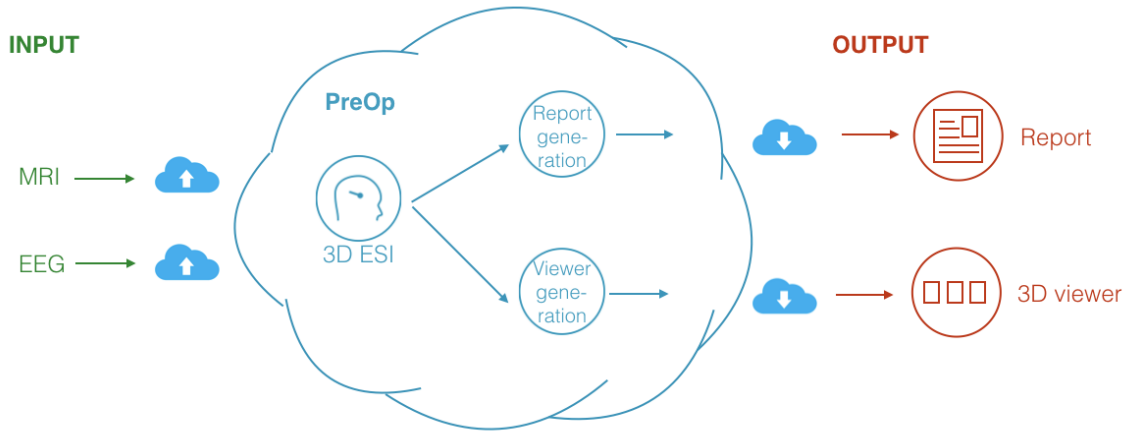 INPUT
OUTPUT
PreOp
Report
gene-
ration
Report
MRI
3D ESI
EEG
Viewer
gene-
ration
3D viewer